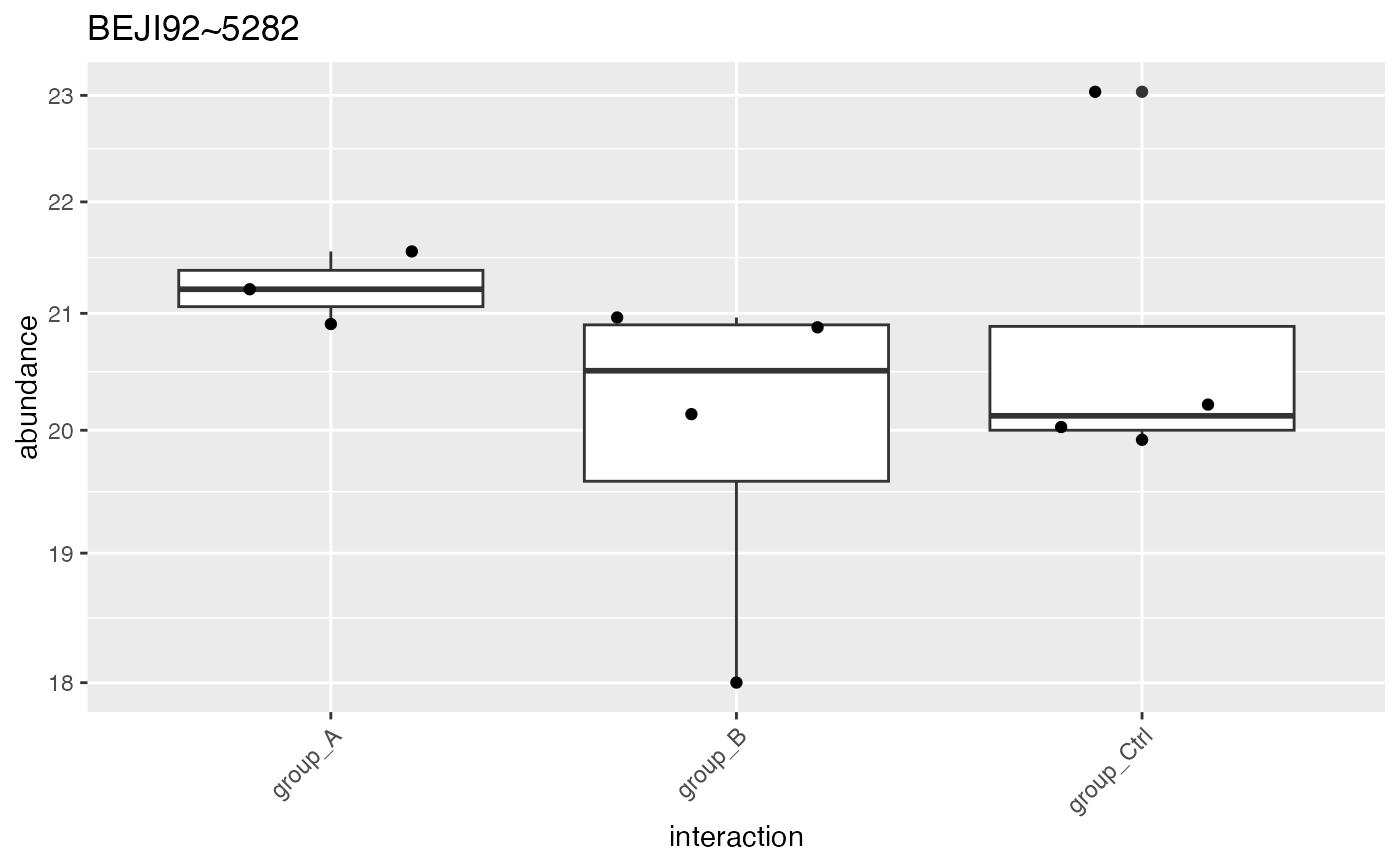 BEJI92~5282
23
22
21
20
19
18
abundance
group_A
group_B
group_Ctrl
interaction